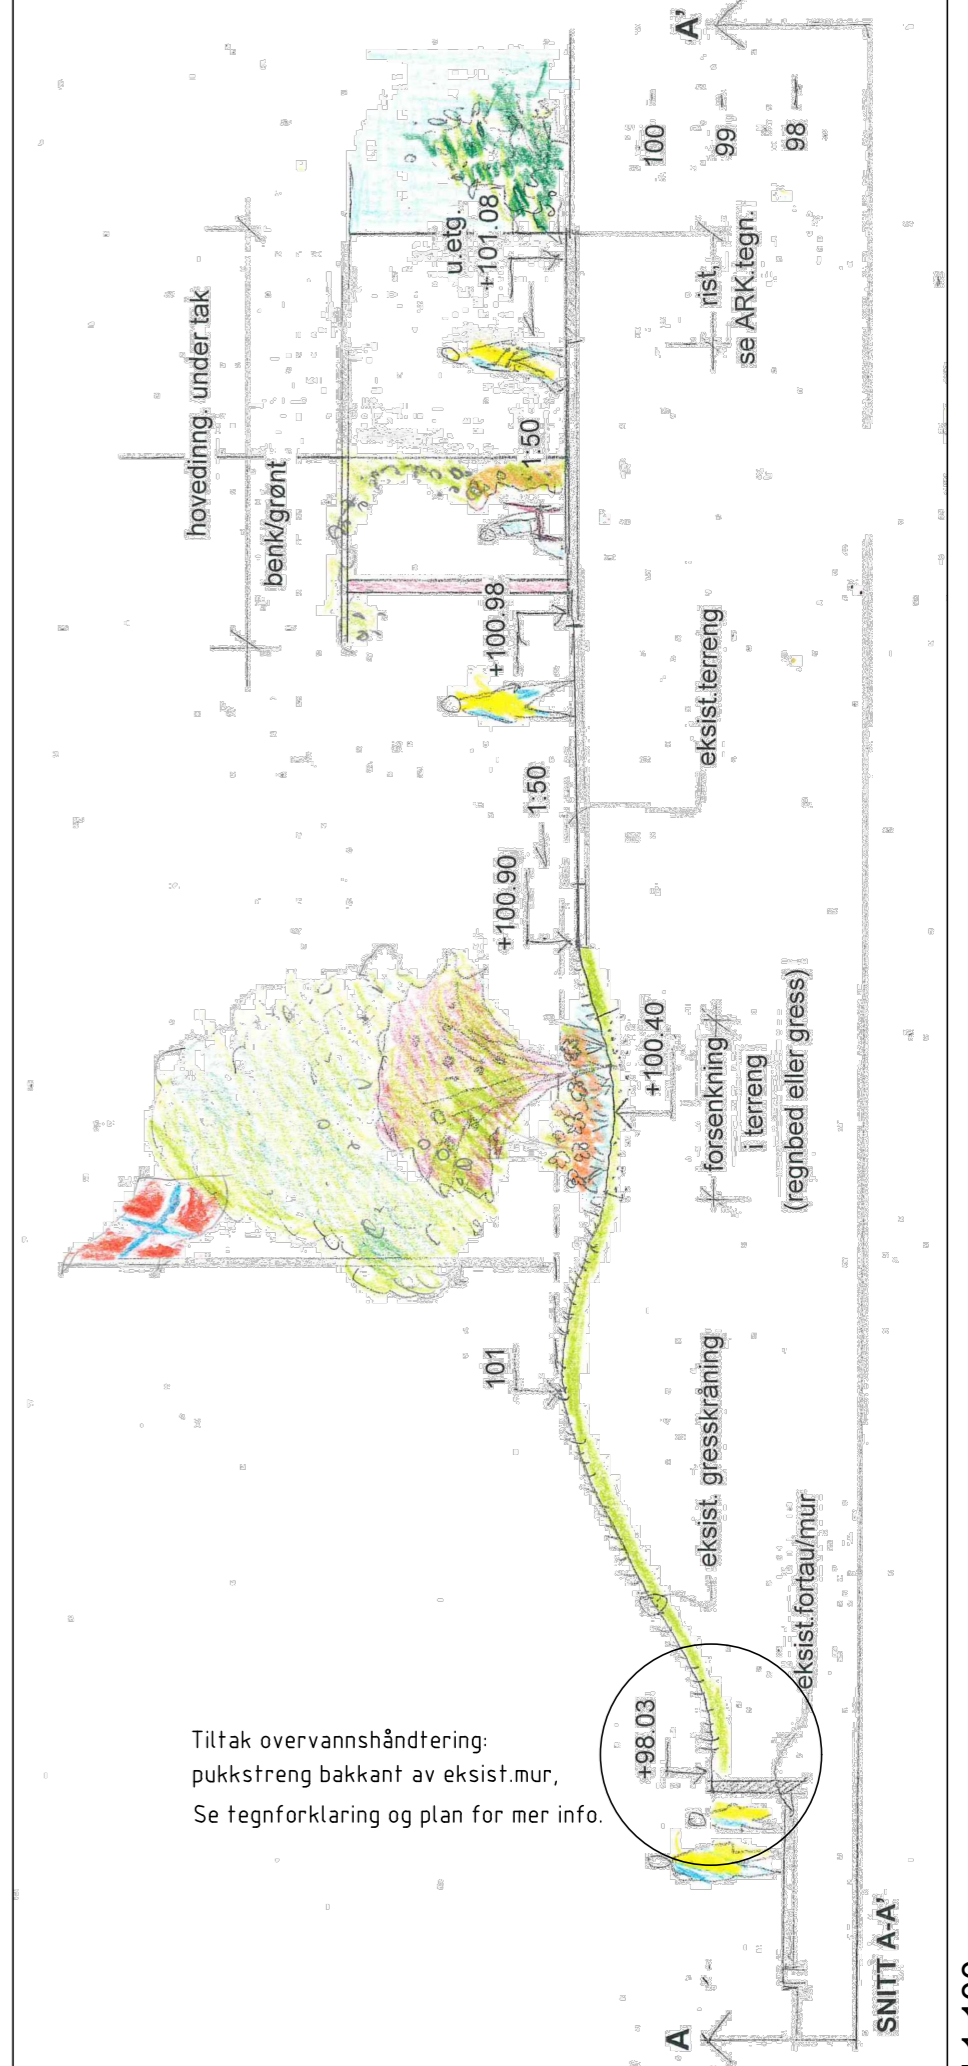 A'
100
99
98
hovedinng. under tak
benk/grønt
u.etg.
+101.08
rist,
se ARK.tegn.
1:50
+100.98
eksist.terreng
1:50
+100.90
+100.40
forsenkning
i terreng
(regnbed eller gress)
101
eksist. gresskråning
eksist.fortau/mur
+98.03
Tiltak overvannshåndtering:
pukkstreng bakkant av eksist.mur,
Se tegnforklaring og plan for mer info.
A
SNITT A-A'